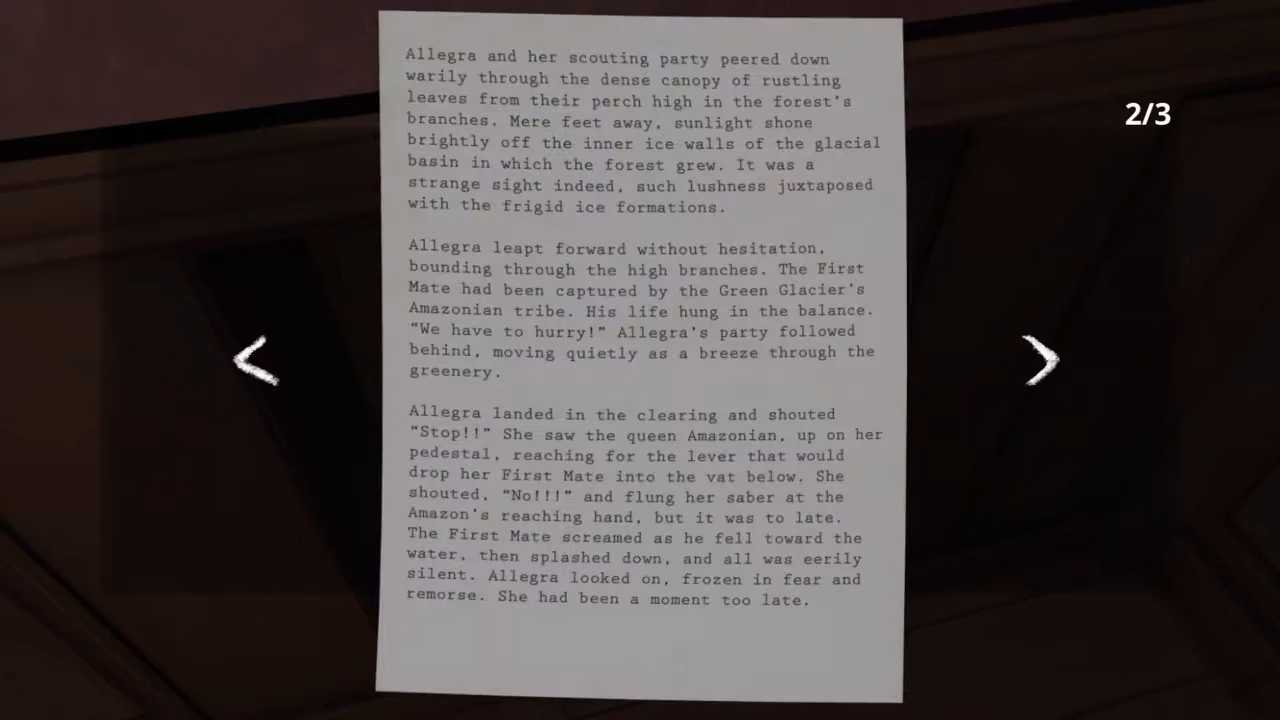 Allegra and her scouting party peered down
warily through the dense canopy of rustling
leaves from their perch high in the forest's
branches. Mere feet away, sunlight shone
brightly off the inner ice walls of the glacial
basin in which the forest grew. It was a
strange sight indeed, such lushness juxtaposed
with the frigid ice formations.
Allegra leapt forward without hesitation,
bounding through the high branches. The First
Mate had been captured by the Green Glacier's
Amazonian tribe. His life hung in the balance.
"We have to hurry!" Allegra's party followed
behind, moving quietly as a breeze through the
greenery.
Allegra landed in the clearing and shouted
"Stop!!" She saw the queen Amazonian, up on her
pedestal, reaching for the lever that would
drop her First Mate into the vat below. She
shouted, "No!!!" and flung her saber at the
Amazon's reaching hand, but it was to late.
The First Mate screamed as he fell toward the
water, then splashed down, and all was eerily
silent. Allegra looked on, frozen in fear and
remorse. She had been a moment too late.
2/3